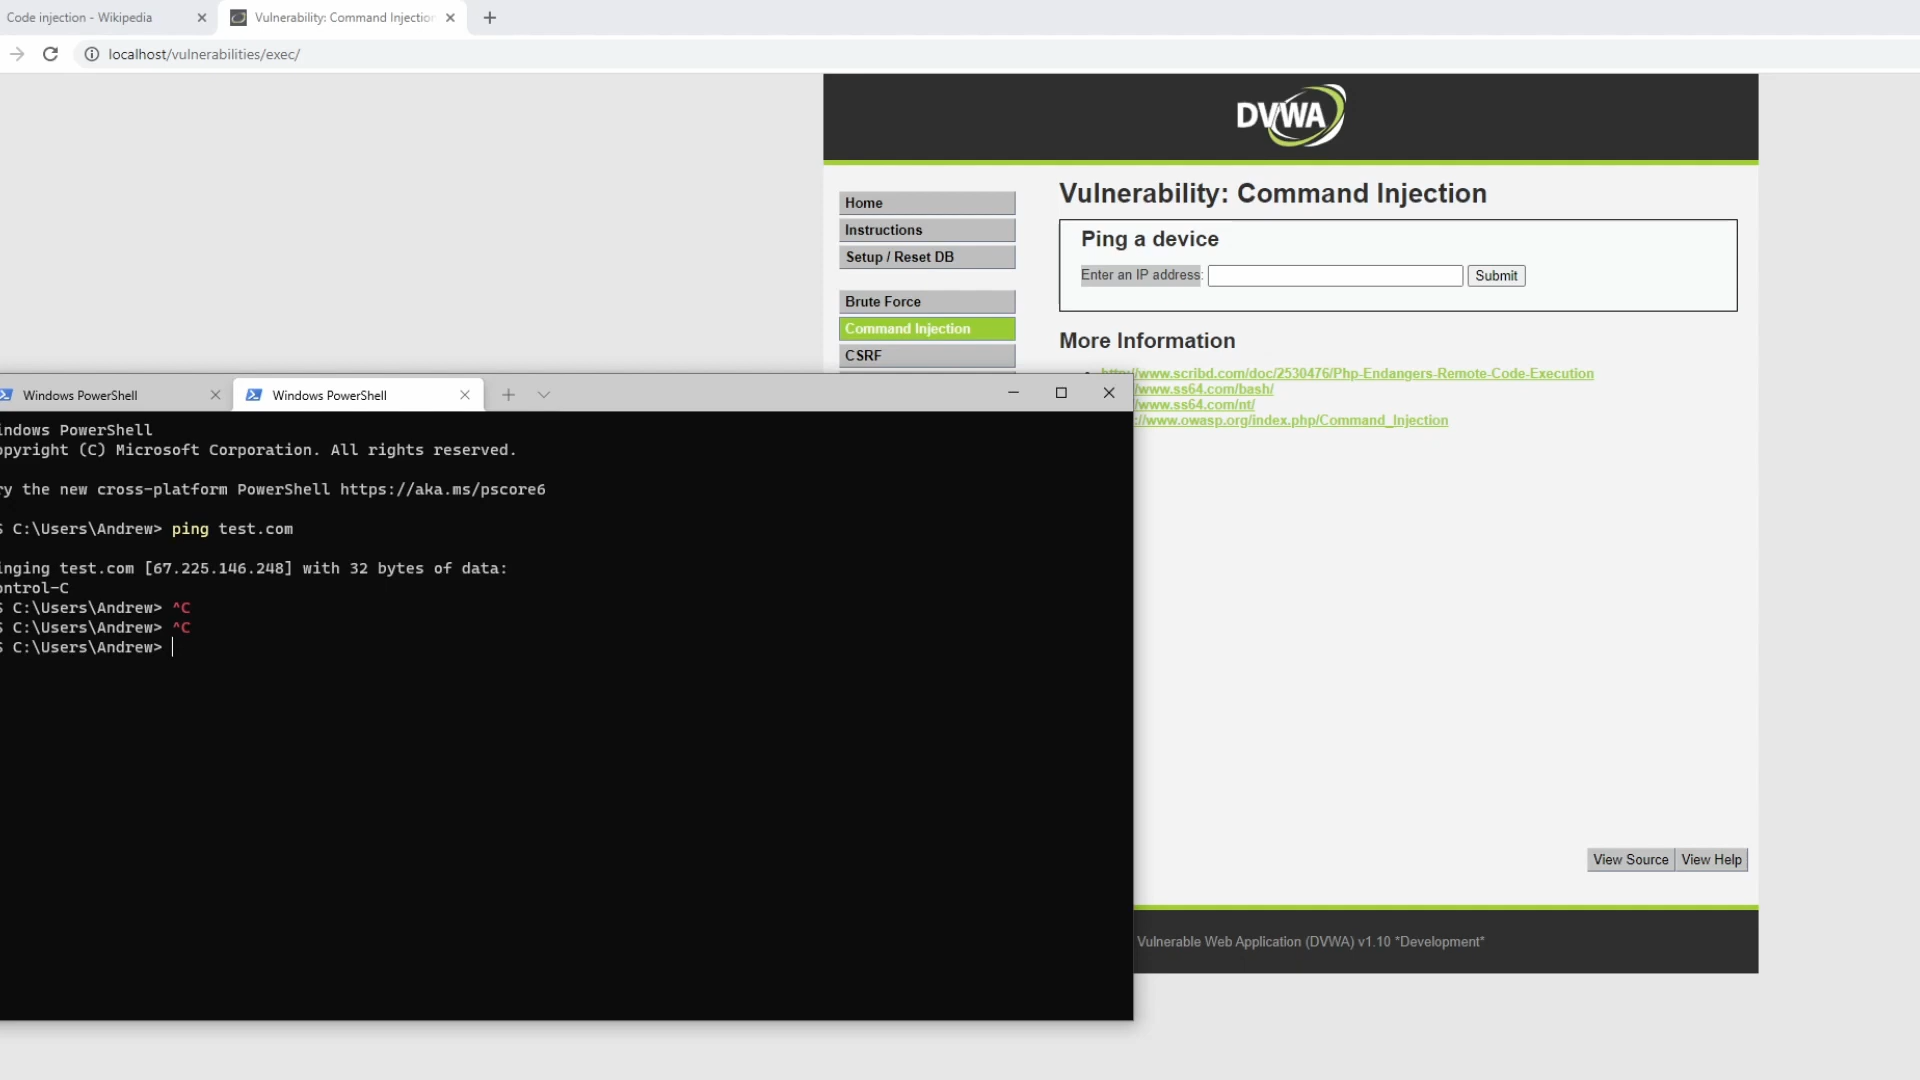 Code injection - Wikipedia
Vulnerability: Command Injection
localhost/vulnerabilities/exec/
DVWA
Home
Instructions
Setup / Reset DB
Brute Force
Command Injection
CSRF
Vulnerability: Command Injection
Ping a device
Enter an IP address:
Submit
More Information
http://www.scribd.com/doc/2530476/Php-Endangers-Remote-Code-Execution
/www.ss64.com/bash/
/www.ss64.com/nt/
://www.owasp.org/index.php/Command_Injection
View Source
View Help
Vulnerable Web Application (DVWA) v1.10 *Development*
Windows PowerShell
Windows PowerShell
indows PowerShell
opyright (C) Microsoft Corporation. All rights reserved.
ry the new cross-platform PowerShell https://aka.ms/pscore6
S C:\Users\Andrew> ping test.com
inging test.com [67.225.146.248] with 32 bytes of data:
ontrol-C
S C:\Users\Andrew> ^C
S C:\Users\Andrew> ^C
S C:\Users\Andrew>